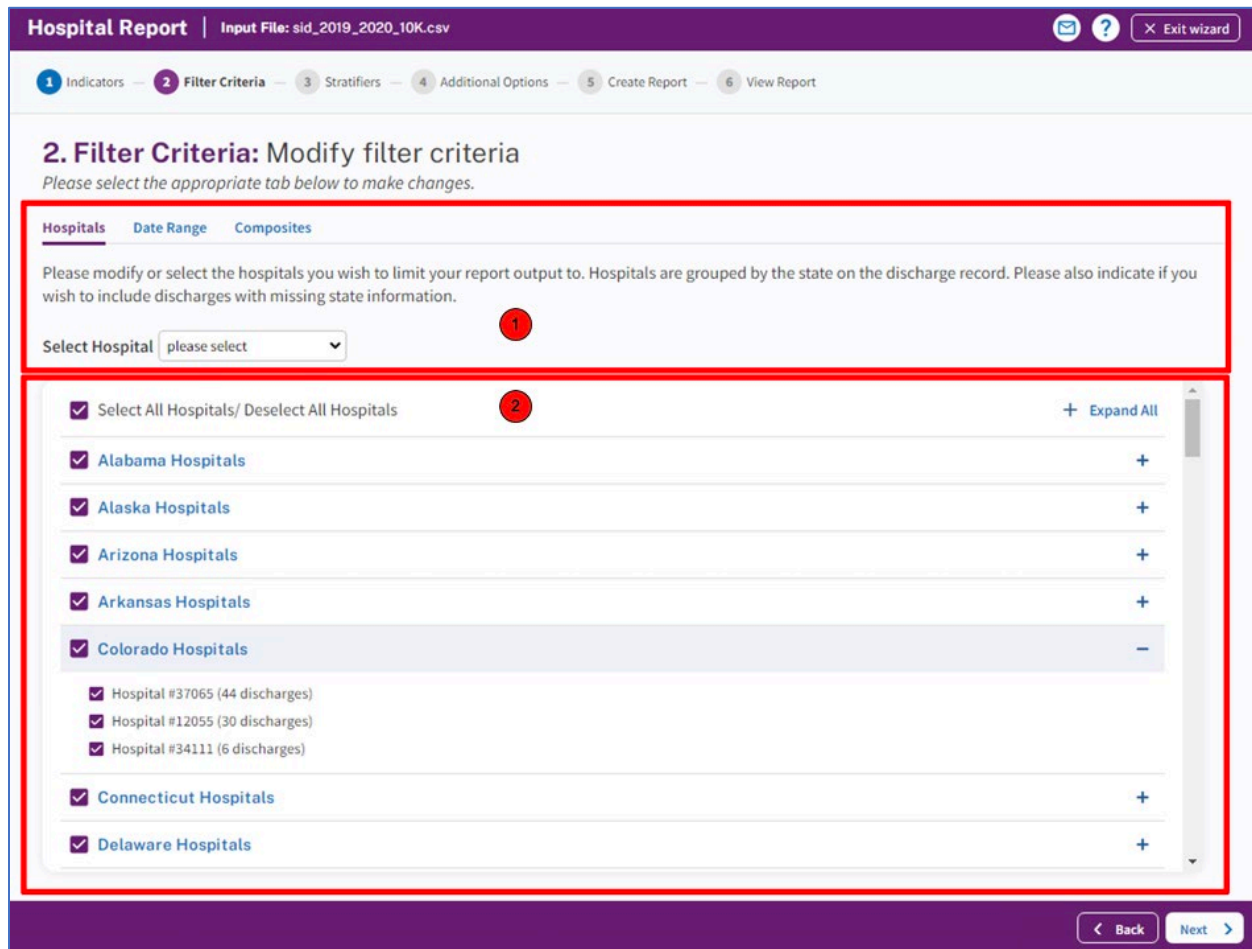 Hospital Report | Input File: sid_2019_2020_10K.csv ? × Exit wizard
1 Indicators — 2 Filter Criteria — 3 Stratifiers — 4 Additional Options — 5 Create Report — 6 View Report
2. Filter Criteria: Modify filter criteria
Please select the appropriate tab below to make changes.
Hospitals Date Range Composites
Please modify or select the hospitals you wish to limit your report output to. Hospitals are grouped by the state on the discharge record. Please also indicate if you
wish to include discharges with missing state information.
1
Select Hospital please select
Select All Hospitals/ Deselect All Hospitals 2 + Expand All
Alabama Hospitals +
Alaska Hospitals +
Arizona Hospitals +
Arkansas Hospitals +
Colorado Hospitals −
Hospital #37065 (44 discharges)
Hospital #12055 (30 discharges)
Hospital #34111 (6 discharges)
Connecticut Hospitals +
Delaware Hospitals +
Back Next